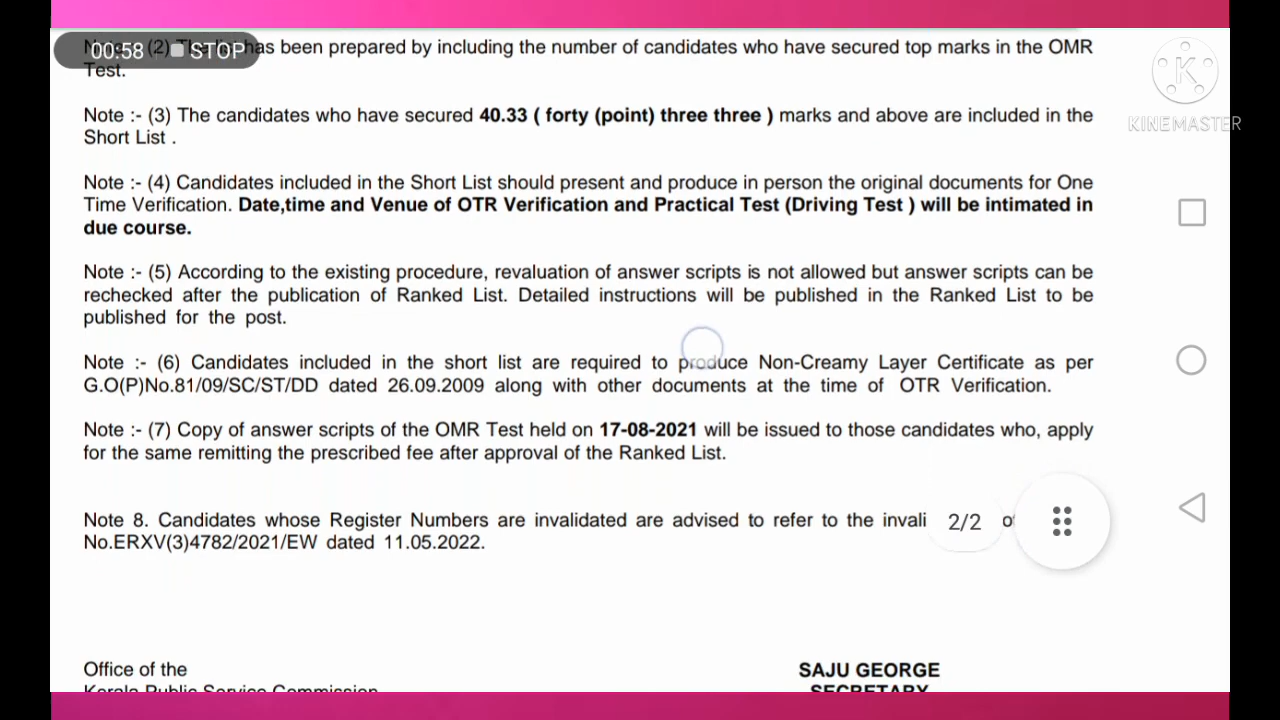 00:58 STOP
(2) The list has been prepared by including the number of candidates who have secured top marks in the OMR
Test.
KINEMASTER
Note :- (3) The candidates who have secured 40.33 ( forty (point) three three ) marks and above are included in the
Short List .
Note :- (4) Candidates included in the Short List should present and produce in person the original documents for One
Time Verification. Date,time and Venue of OTR Verification and Practical Test (Driving Test ) will be intimated in
due course.
Note :- (5) According to the existing procedure, revaluation of answer scripts is not allowed but answer scripts can be
rechecked after the publication of Ranked List. Detailed instructions will be published in the Ranked List to be
published for the post.
Note :- (6) Candidates included in the short list are required to produce Non-Creamy Layer Certificate as per
G.O(P)No.81/09/SC/ST/DD dated 26.09.2009 along with other documents at the time of OTR Verification.
Note :- (7) Copy of answer scripts of the OMR Test held on 17-08-2021 will be issued to those candidates who, apply
for the same remitting the prescribed fee after approval of the Ranked List.
Note 8. Candidates whose Register Numbers are invalidated are advised to refer to the invali
2/2
No.ERXV(3)4782/2021/EW dated 11.05.2022.
Office of the
SAJU GEORGE
Kerala Public Service Commission
SECRETARY